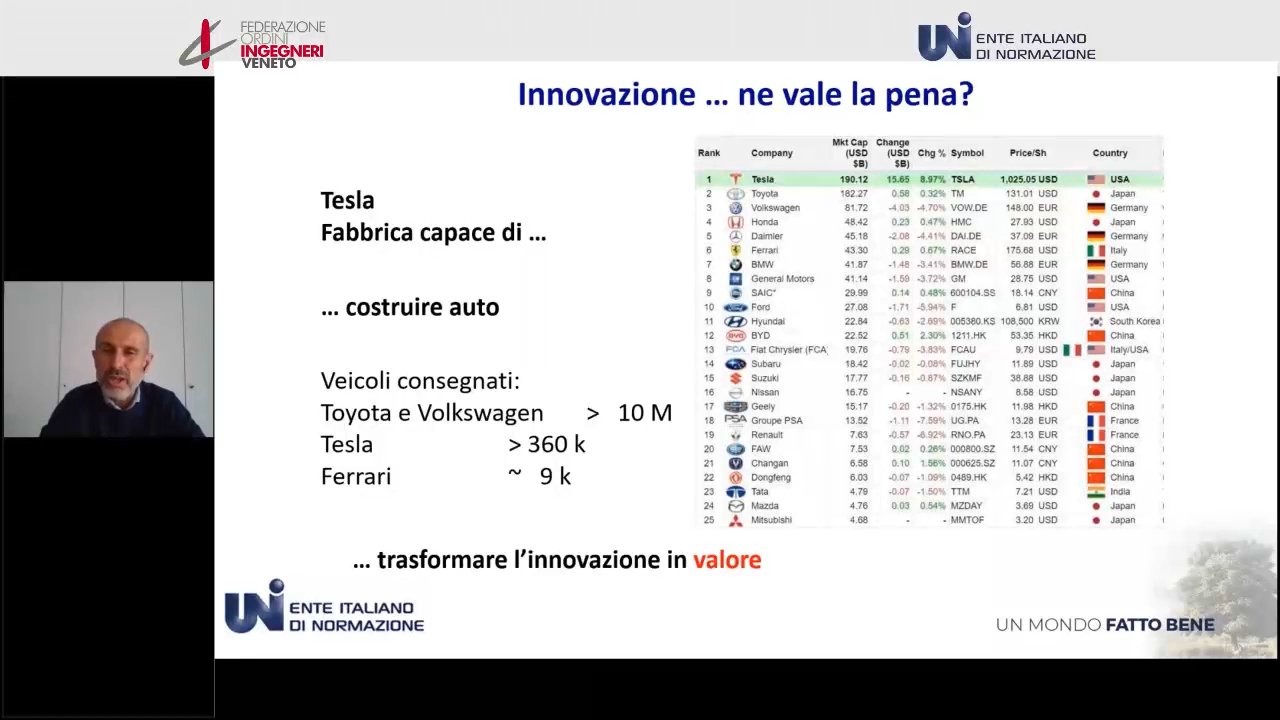 FEDERAZIONE
ORDINI
INGEGNERI
VENETO
UNI ENTE ITALIANO
DI NORMAZIONE
Innovazione ... ne vale la pena?
Tesla
Fabbrica capace di ...
... costruire auto
Veicoli consegnati:
Toyota e Volkswagen > 10 M
Tesla > 360 k
Ferrari ~ 9 k
Rank Company Mkt Cap (USD $B) Change (USD $B) Chg % Symbol Price/Sh Country
1 Tesla 190.12 15.65 8.97% TSLA 1,025.05 USD USA
2 Toyota 182.27 0.58 0.32% TM 131.01 USD Japan
3 Volkswagen 81.72 -4.03 -4.70% VOW.DE 148.00 EUR Germany
4 Honda 48.42 0.23 0.47% HMC 27.93 USD Japan
5 Daimler 45.18 -2.08 -4.41% DAI.DE 37.09 EUR Germany
6 Ferrari 43.30 0.29 0.67% RACE 175.68 USD Italy
7 BMW 41.87 -1.48 -3.41% BMW.DE 56.88 EUR Germany
8 General Motors 41.14 -1.59 -3.72% GM 28.75 USD USA
9 SAIC* 29.99 0.14 0.48% 600104.SS 18.14 CNY China
10 Ford 27.08 -1.71 -5.94% F 6.81 USD USA
11 Hyundai 22.84 -0.63 -2.69% 005380.KS 108,500 KRW South Korea
12 BYD 22.52 0.51 2.30% 1211.HK 53.35 HKD China
13 FCA Fiat Chrysler (FCA) 19.76 -0.79 -3.83% FCAU 9.79 USD Italy/USA
14 Subaru 18.42 -0.02 -0.08% FUJHY 11.89 USD Japan
15 Suzuki 17.77 -0.16 -0.87% SZKMF 38.88 USD Japan
16 Nissan 16.75 - - NSANY 8.58 USD Japan
17 Geely 15.17 -0.20 -1.32% 0175.HK 11.98 HKD China
18 PSA Groupe PSA 13.52 -1.11 -7.59% UG.PA 13.28 EUR France
19 Renault 7.63 -0.57 -6.92% RNO.PA 23.13 EUR France
20 FAW 7.53 0.02 0.26% 000800.SZ 11.54 CNY China
21 Changan 6.58 0.10 1.56% 000625.SZ 11.07 CNY China
22 Dongfeng 6.03 -0.07 -1.09% 0489.HK 5.42 HKD China
23 Tata 4.79 -0.07 -1.50% TTM 7.21 USD India
24 Mazda 4.76 0.03 0.54% MZDAY 3.69 USD Japan
25 Mitsubishi 4.68 - - MMTOF 3.20 USD Japan
... trasformare l'innovazione in valore
UNI ENTE ITALIANO
DI NORMAZIONE
UN MONDO FATTO BENE